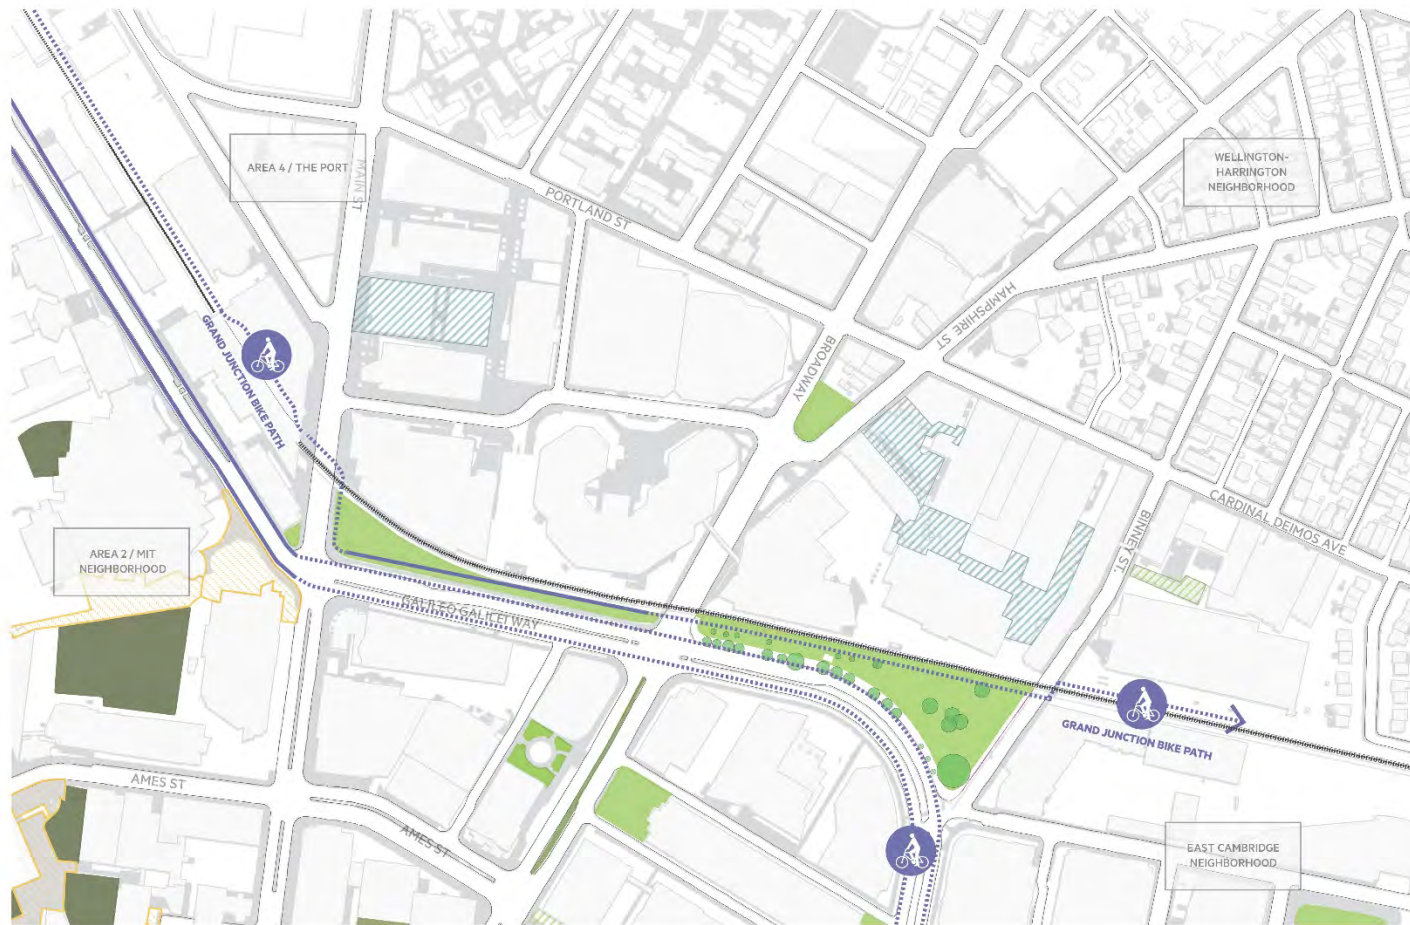 AREA 4 / THE PORT
MAIN ST
PORTLAND ST
WELLINGTON-
HARRINGTON
NEIGHBORHOOD
HAMPSHIRE ST
BROADWAY
GRAND JUNCTION BIKE PATH
CARDINAL DEIMOS AVE
BINNEY ST.
AREA 2 / MIT
NEIGHBORHOOD
GALILEO GALILEI WAY
GRAND JUNCTION BIKE PATH
AMES ST
AMES ST
EAST CAMBRIDGE
NEIGHBORHOOD